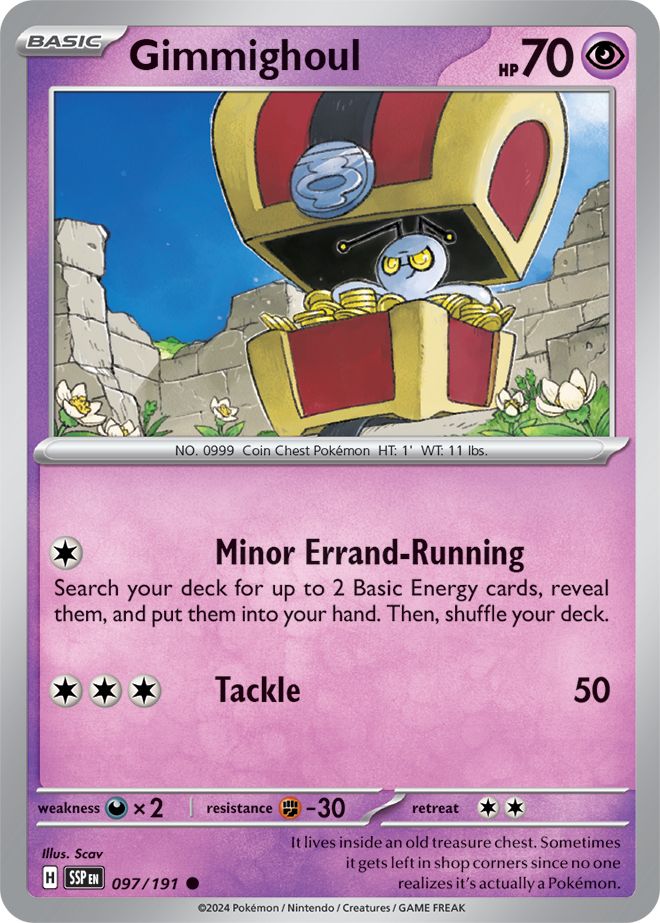 BASIC
Gimmighoul
HP 70
NO. 0999 Coin Chest Pokémon HT: 1' WT: 11 lbs.
Minor Errand-Running
Search your deck for up to 2 Basic Energy cards, reveal
them, and put them into your hand. Then, shuffle your deck.
Tackle 50
weakness ×2 resistance -30 retreat
Illus. Scav
It lives inside an old treasure chest. Sometimes
it gets left in shop corners since no one
realizes it's actually a Pokémon.
H SSP EN 097/191
©2024 Pokémon / Nintendo / Creatures / GAME FREAK